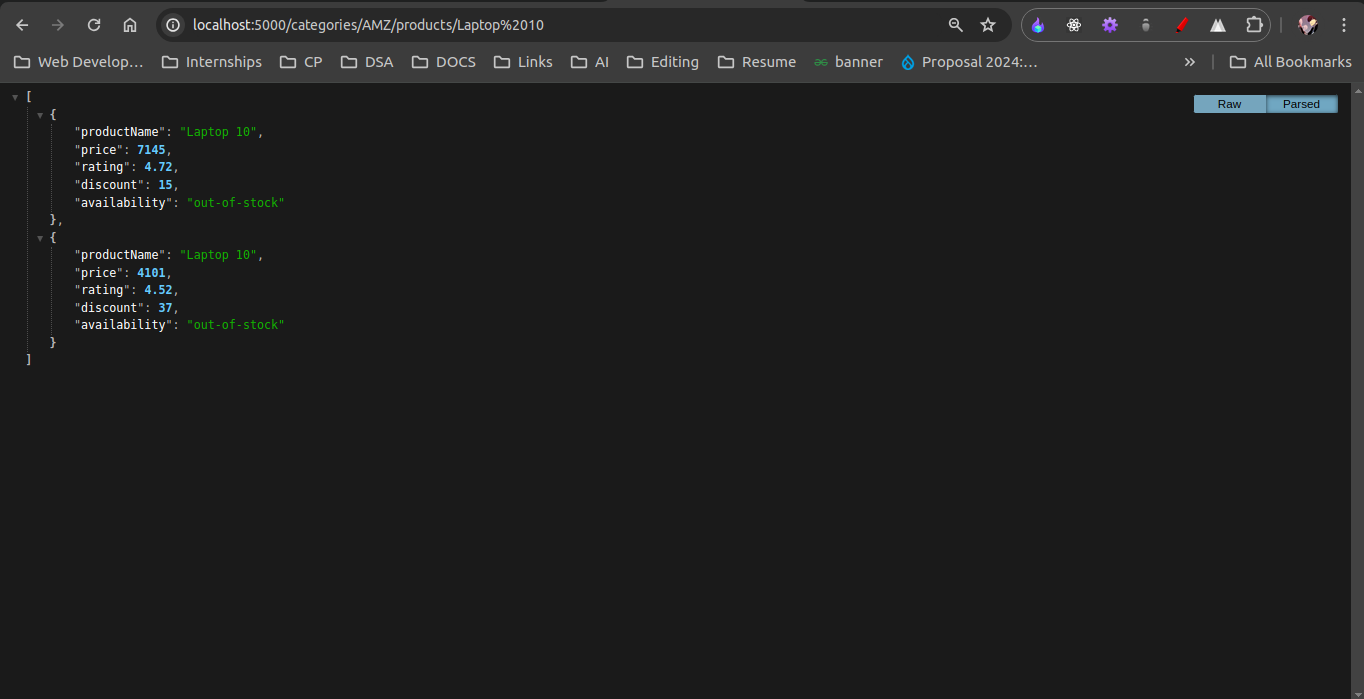 localhost:5000/categories/AMZ/products/Laptop%2010
Web Develop... Internships CP DSA DOCS Links AI Editing Resume banner Proposal 2024:... » All Bookmarks
Raw Parsed
[
{
"productName": "Laptop 10",
"price": 7145,
"rating": 4.72,
"discount": 15,
"availability": "out-of-stock"
},
{
"productName": "Laptop 10",
"price": 4101,
"rating": 4.52,
"discount": 37,
"availability": "out-of-stock"
}
]